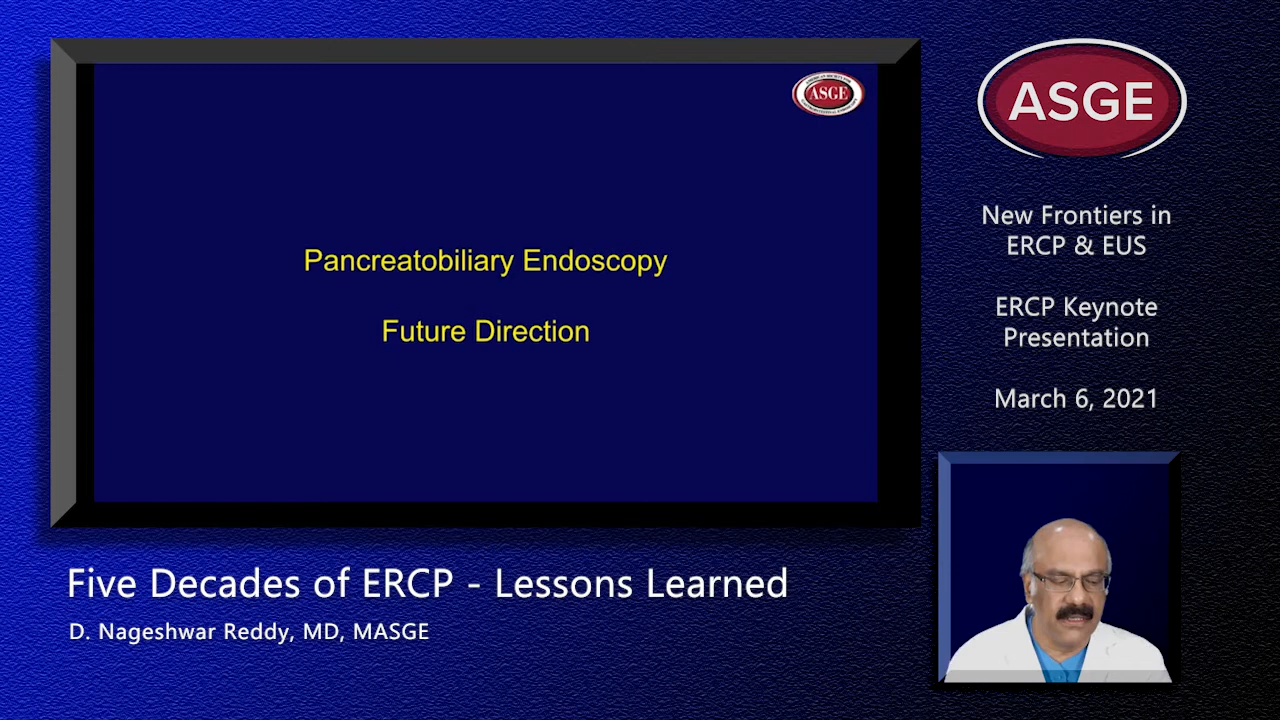 ASGE
Pancreatobiliary Endoscopy
Future Direction
ASGE
New Frontiers in
ERCP & EUS
ERCP Keynote
Presentation
March 6, 2021
Five Decades of ERCP - Lessons Learned
D. Nageshwar Reddy, MD, MASGE